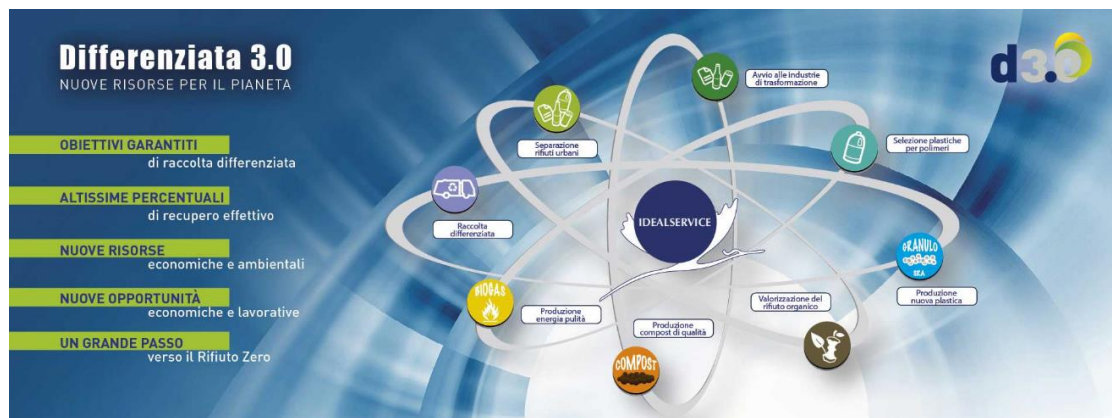 Differenziata 3.0
NUOVE RISORSE PER IL PIANETA
OBIETTIVI GARANTITI
di raccolta differenziata
ALTISSIME PERCENTUALI
di recupero effettivo
NUOVE RISORSE
economiche e ambientali
NUOVE OPPORTUNITÀ
economiche e lavorative
UN GRANDE PASSO
verso il Rifiuto Zero
d3.0
Avvio alle industrie
di trasformazione
Separazione
rifiuti urbani
Selezione plastiche
per polimeri
Raccolta
differenziata
IDEALSERVICE
GRANULO
SEA
Produzione
nuova plastica
BIOGAS
Produzione
energia pulità
Valorizzazione del
rifiuto organico
Produzione
compost di qualità
COMPOST